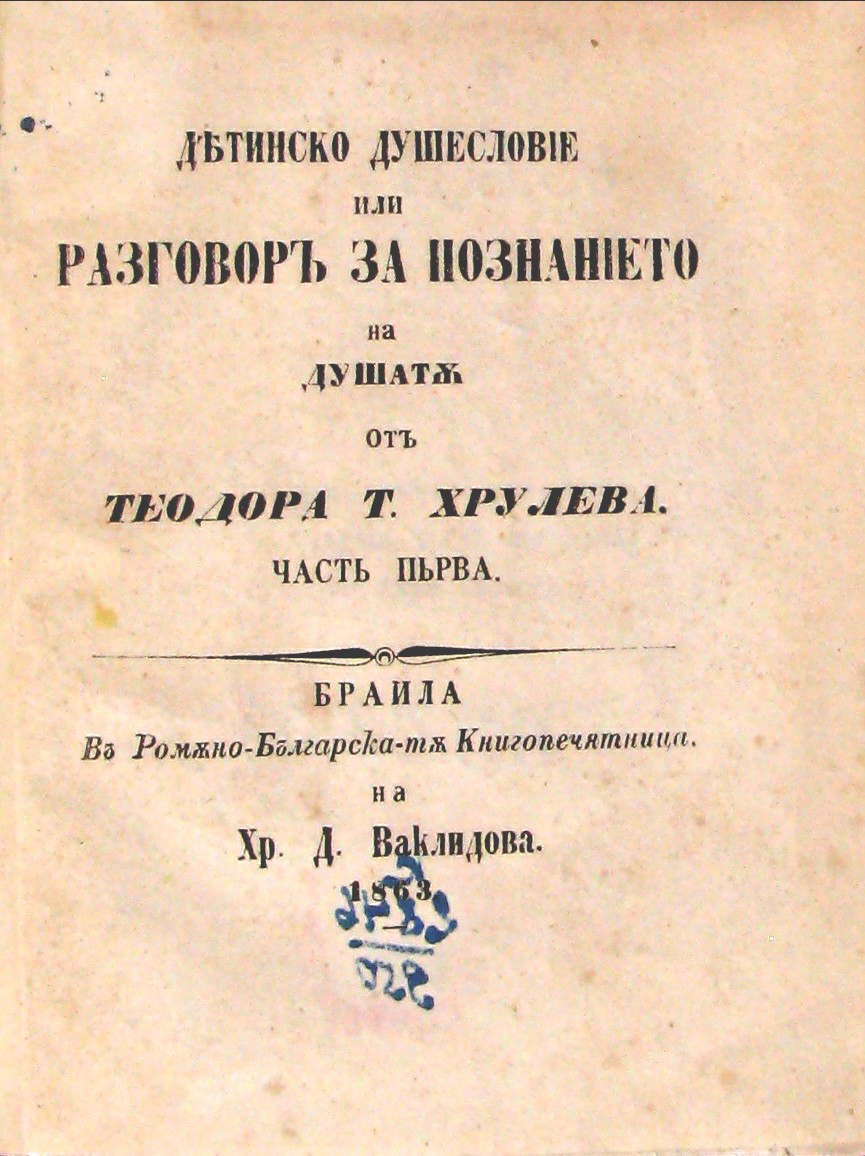 ДѢТИНСКО ДУШЕСЛОВІЕ
ИЛИ
РАЗГОВОРЪ ЗА ПОЗНАНІЕТО
на
ДУШАТѪ
отъ
ТЕОДОРА Т. ХРУЛЕВА.
ЧАСТЬ ПЬРВА.
БРАИЛА
Въ Ромѫно-Българска-тѫ Книгопечятница.
на
Хр. Д. Ваклидова.
1863.